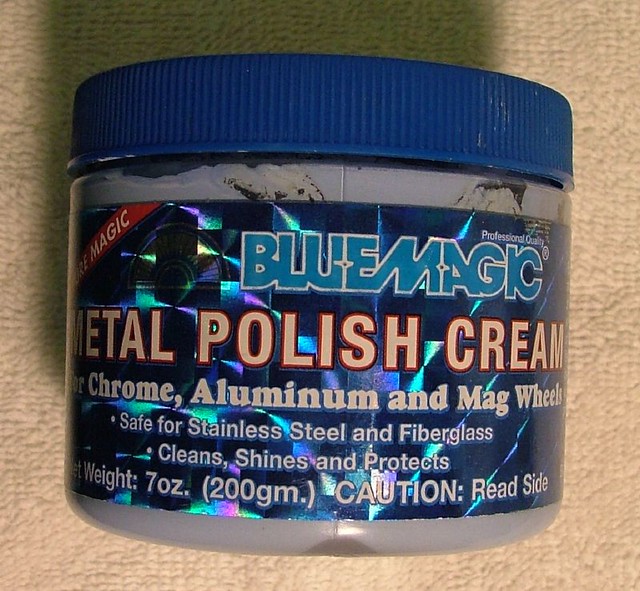 MAGIC
Professional Quality
BLUEMAGIC®
METAL POLISH CREAM
or Chrome, Aluminum and Mag Wheels
• Safe for Stainless Steel and Fiberglass
• Cleans, Shines and Protects
et Weight: 7oz. (200gm.) CAUTION: Read Side